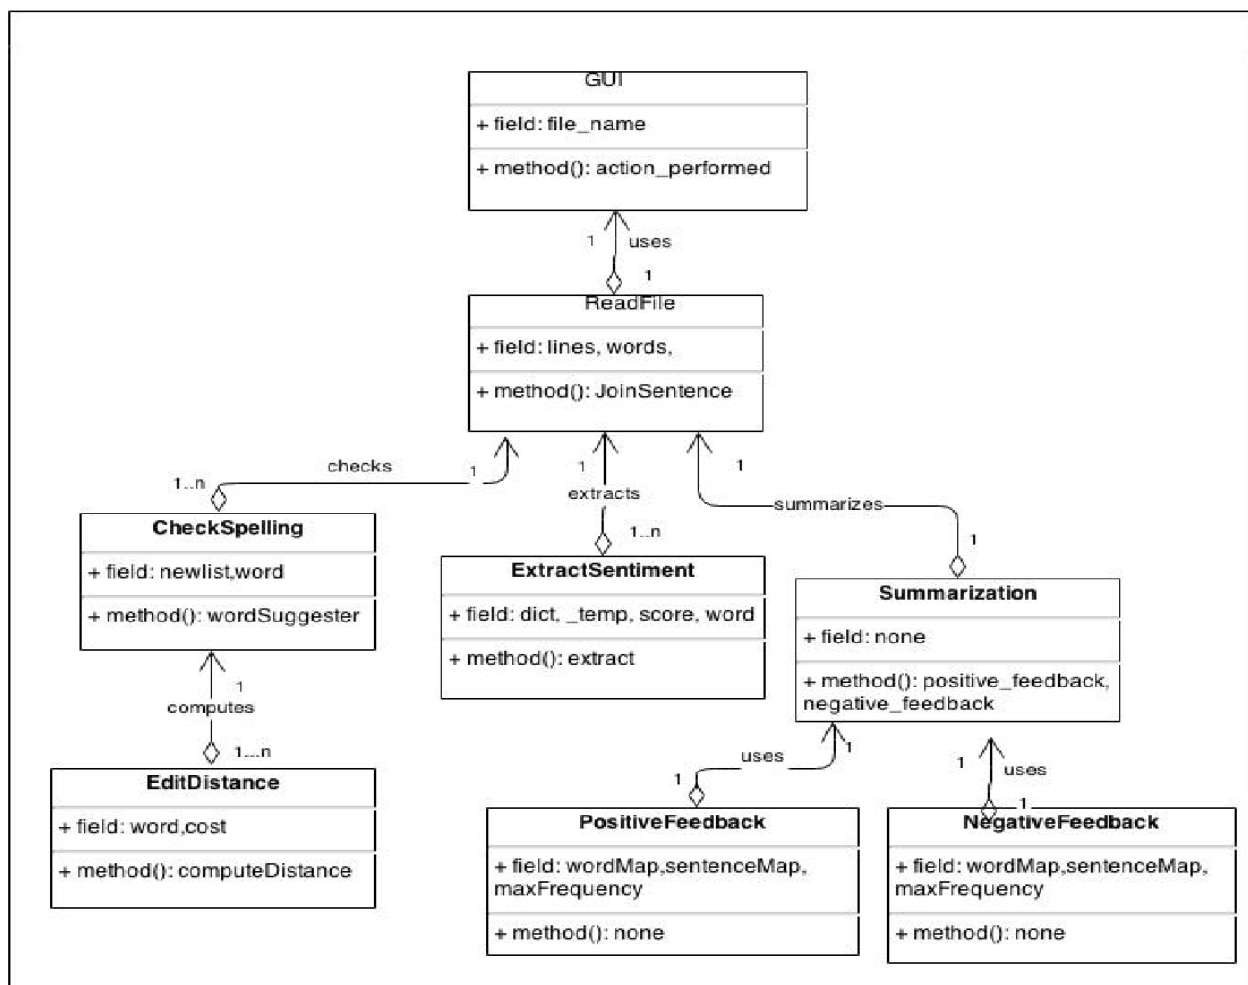 GUI
+ field: file_name
+ method(): action_performed
1 uses
1
ReadFile
+ field: lines, words,
+ method(): JoinSentence
checks
1
1..n
1
extracts
1..n
1
summarizes
1
CheckSpelling
+ field: newlist,word
+ method(): wordSuggester
ExtractSentiment
+ field: dict, _temp, score, word
+ method(): extract
Summarization
+ field: none
+ method(): positive_feedback,
negative_feedback
1
computes
1...n
EditDistance
+ field: word,cost
+ method(): computeDistance
uses
1
1
PositiveFeedback
+ field: wordMap,sentenceMap,
maxFrequency
+ method(): none
1
uses
1
NegativeFeedback
+ field: wordMap,sentenceMap,
maxFrequency
+ method(): none